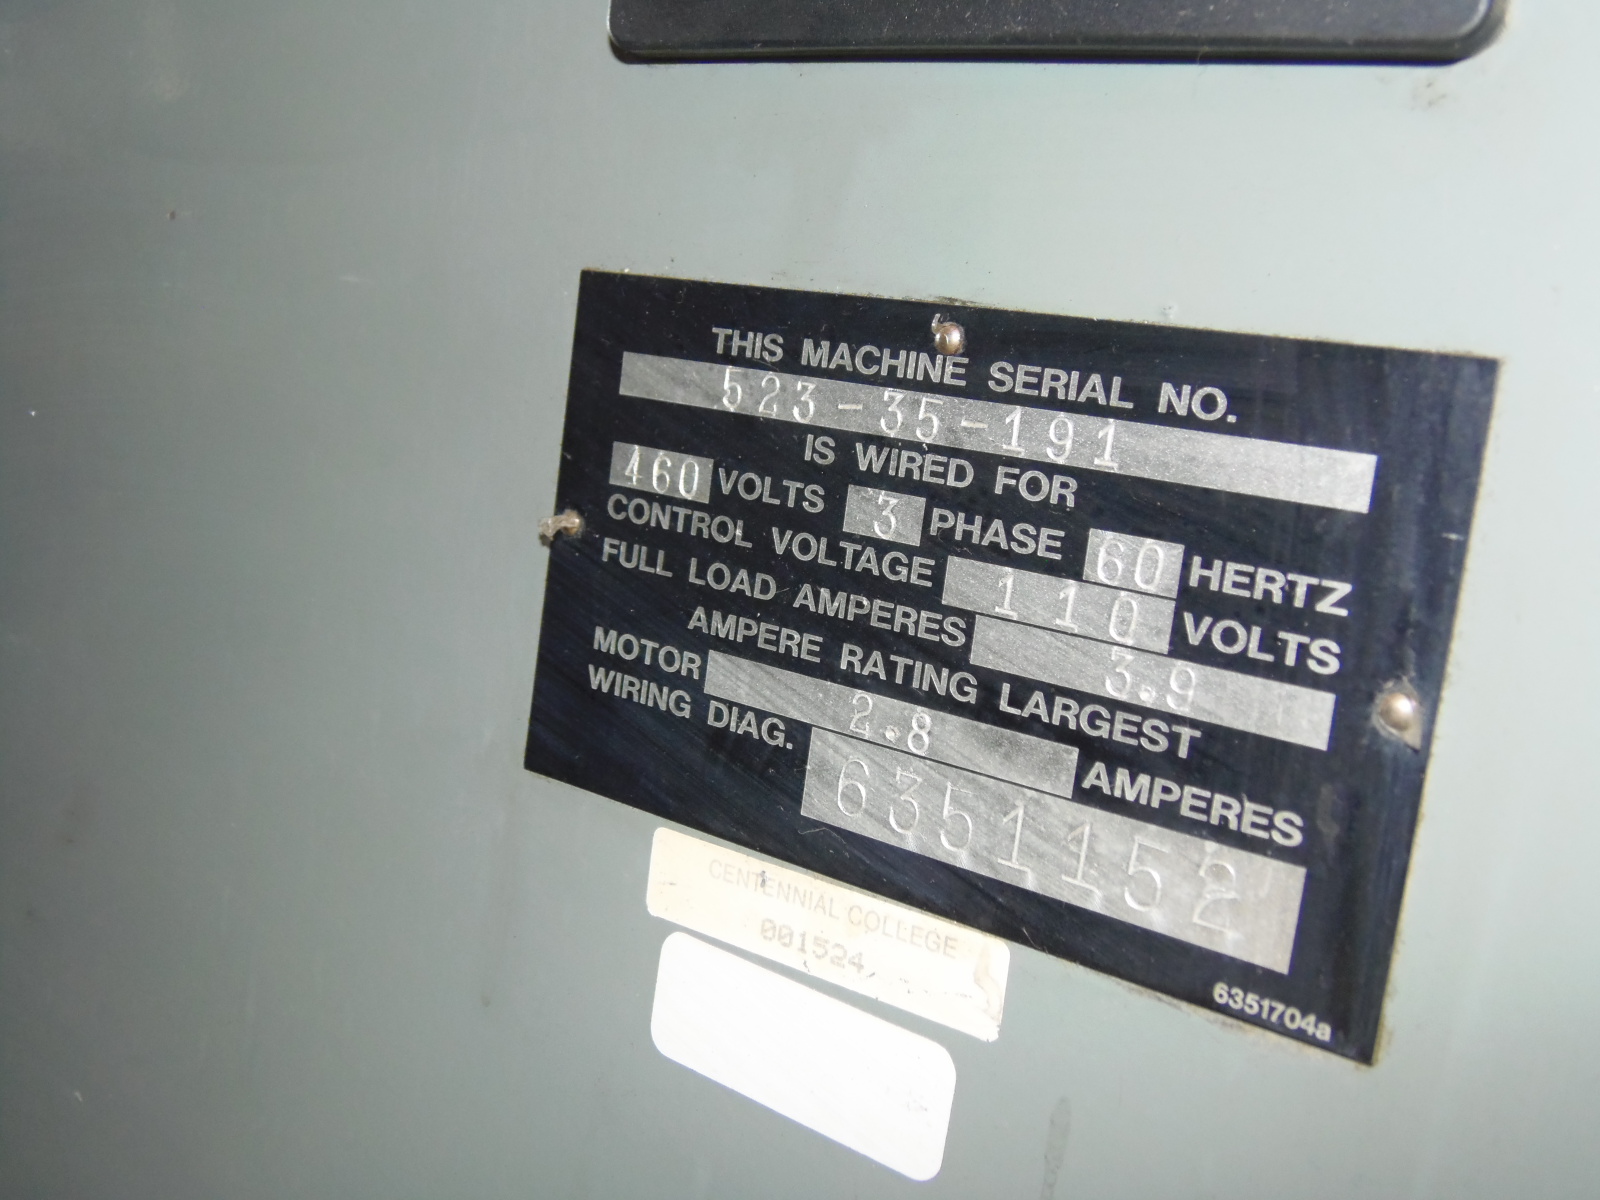 THIS MACHINE SERIAL NO.
523-35-191
IS WIRED FOR
460 VOLTS 3 PHASE 60 HERTZ
CONTROL VOLTAGE 110 VOLTS
FULL LOAD AMPERES 3.9
AMPERE RATING LARGEST
MOTOR 2.8 AMPERES
WIRING DIAG. 6351152
6351704a
CENTENNIAL COLLEGE
001524